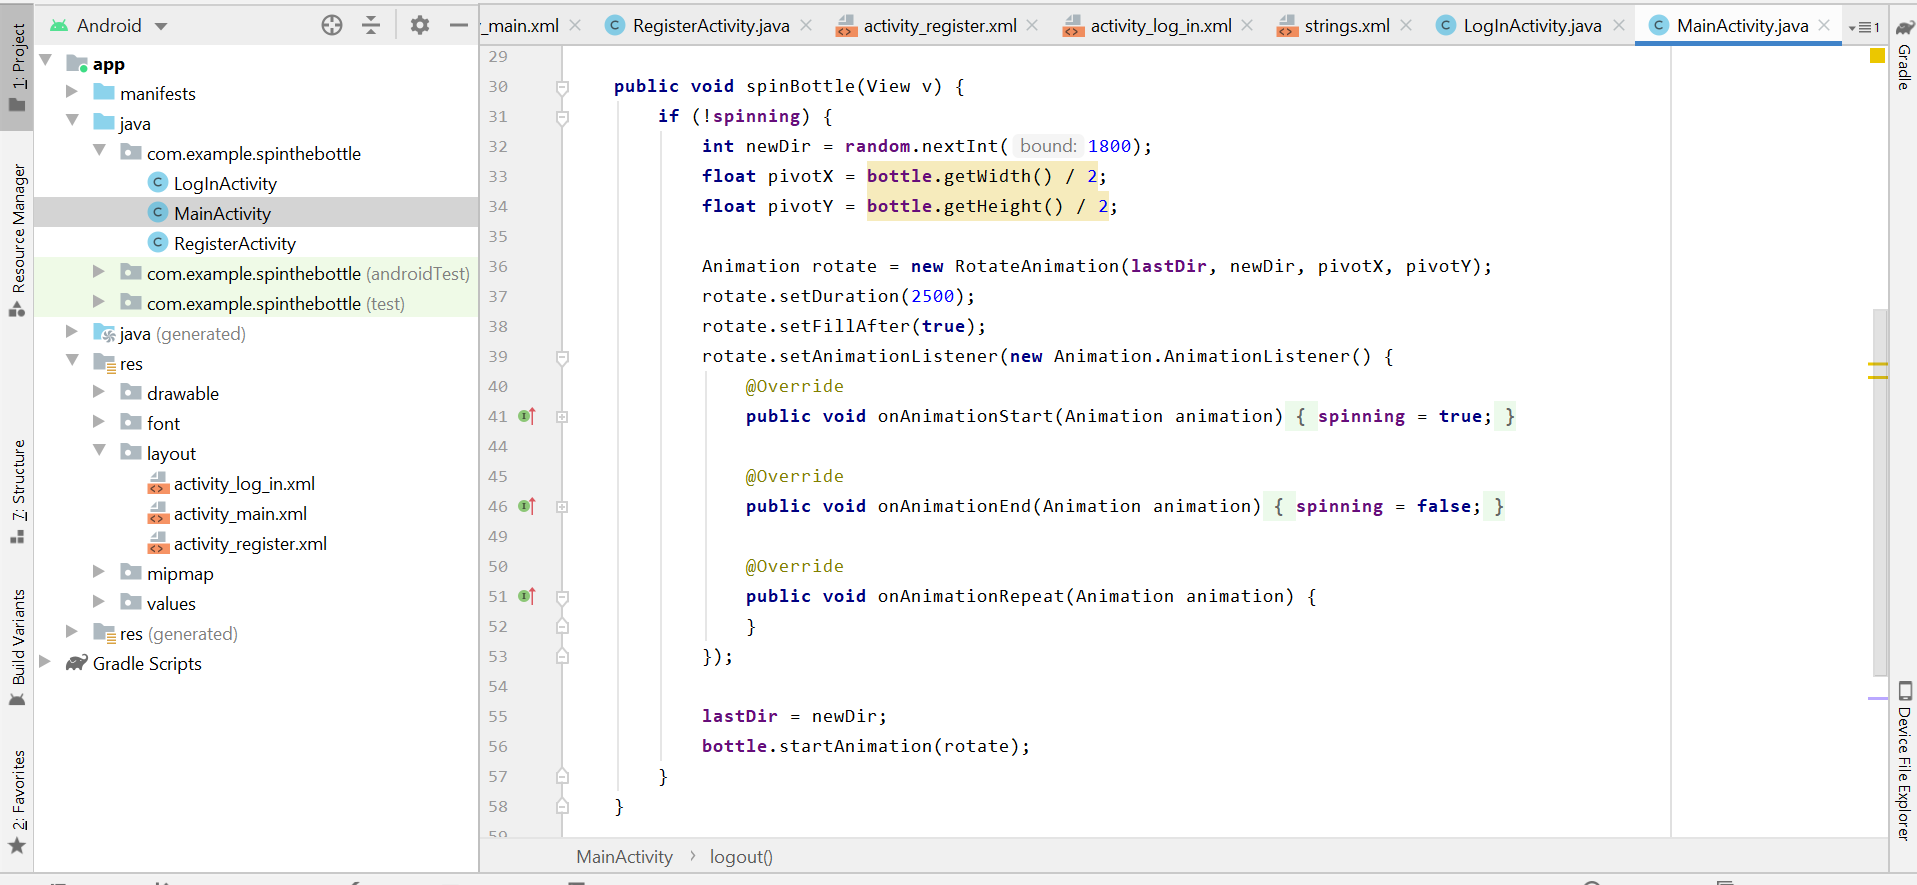 Android
_main.xml
RegisterActivity.java
activity_register.xml
activity_log_in.xml
strings.xml
LogInActivity.java
MainActivity.java
1
1: Project
Resource Manager
7: Structure
Build Variants
2: Favorites
app
manifests
java
com.example.spinthebottle
LogInActivity
MainActivity
RegisterActivity
com.example.spinthebottle (androidTest)
com.example.spinthebottle (test)
java (generated)
res
drawable
font
layout
activity_log_in.xml
activity_main.xml
activity_register.xml
mipmap
values
res (generated)
Gradle Scripts
29
30 public void spinBottle(View v) {
31 if (!spinning) {
32 int newDir = random.nextInt( bound: 1800);
33 float pivotX = bottle.getWidth() / 2;
34 float pivotY = bottle.getHeight() / 2;
35
36 Animation rotate = new RotateAnimation(lastDir, newDir, pivotX, pivotY);
37 rotate.setDuration(2500);
38 rotate.setFillAfter(true);
39 rotate.setAnimationListener(new Animation.AnimationListener() {
40 @Override
41 public void onAnimationStart(Animation animation) { spinning = true; }
44
45 @Override
46 public void onAnimationEnd(Animation animation) { spinning = false; }
49
50 @Override
51 public void onAnimationRepeat(Animation animation) {
52 }
53 });
54
55 lastDir = newDir;
56 bottle.startAnimation(rotate);
57 }
58 }
59
MainActivity › logout()
Gradle
Device File Explorer